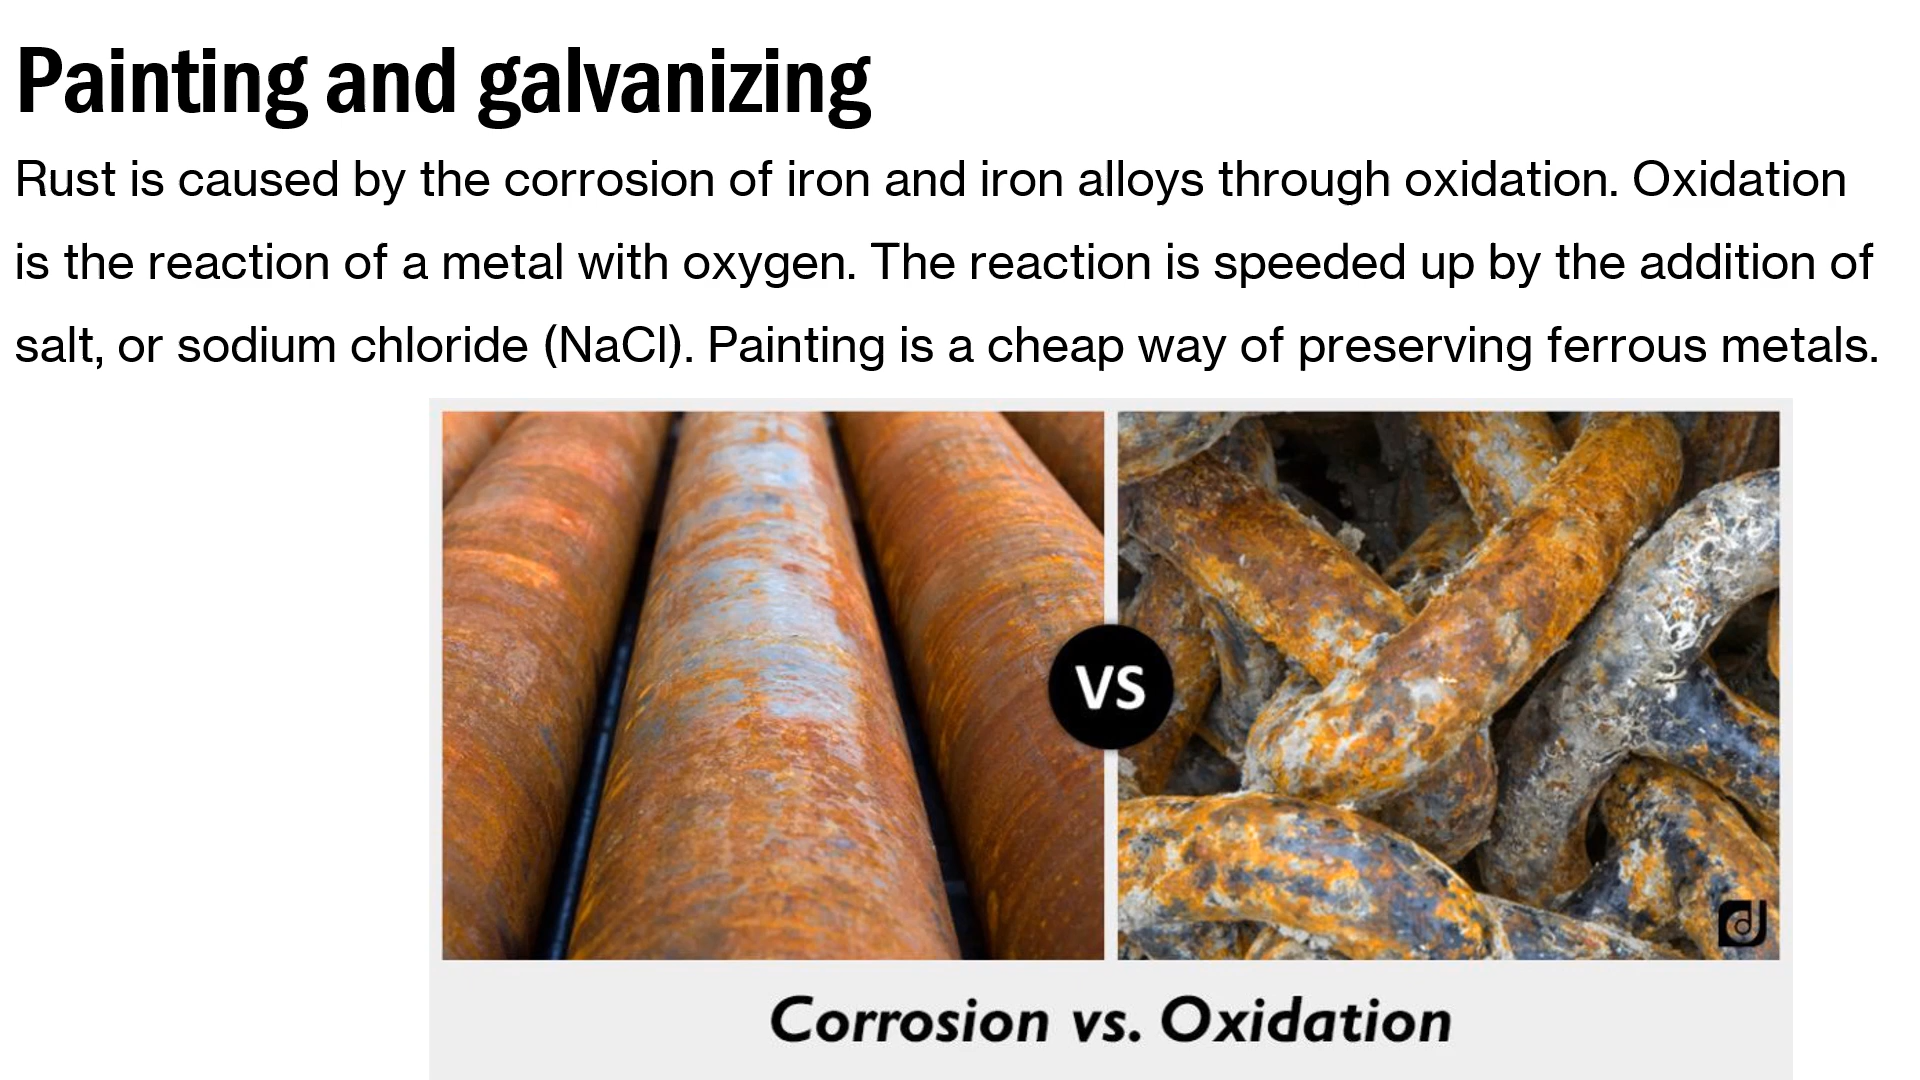 Painting and galvanizing
Rust is caused by the corrosion of iron and iron alloys through oxidation. Oxidation
is the reaction of a metal with oxygen. The reaction is speeded up by the addition of
salt, or sodium chloride (NaCl). Painting is a cheap way of preserving ferrous metals.
VS
d
Corrosion vs. Oxidation